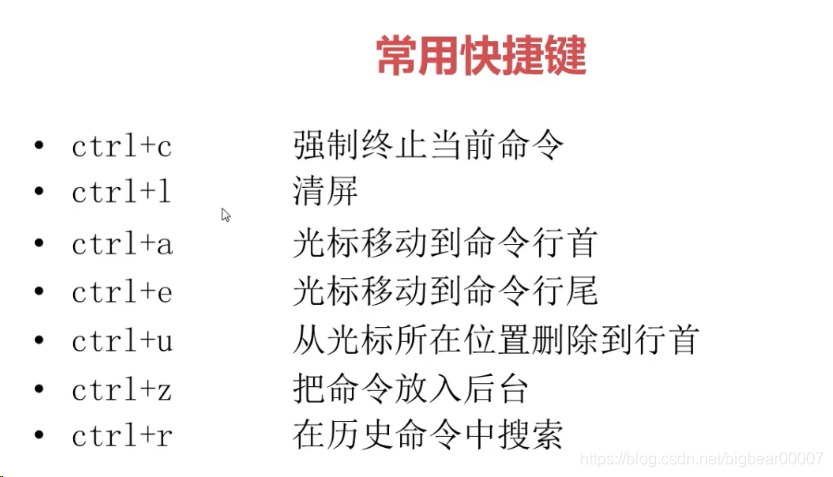 常用快捷键
• ctrl+c 强制终止当前命令
• ctrl+l 清屏
• ctrl+a 光标移动到命令行首
• ctrl+e 光标移动到命令行尾
• ctrl+u 从光标所在位置删除到行首
• ctrl+z 把命令放入后台
• ctrl+r 在历史命令中搜索
https://blog.csdn.net/bigbear00007